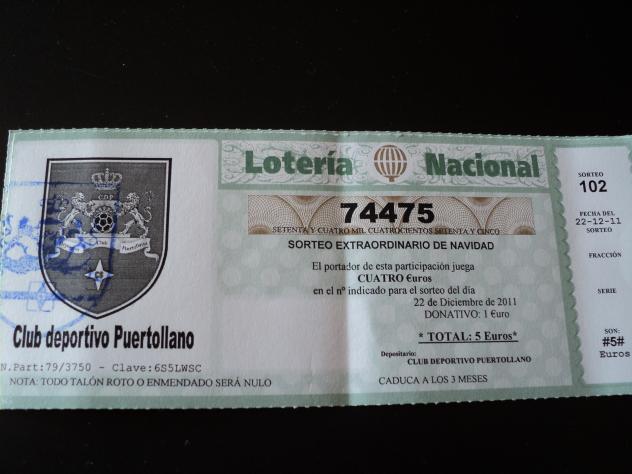 CDP
Club Puertollano
Club deportivo Puertollano
N.Part:79/3750 - Clave:6S5LWSC
NOTA: TODO TALÓN ROTO O ENMENDADO SERÁ NULO
Lotería Nacional
74475
SETENTA Y CUATRO MIL CUATROCIENTOS SETENTA Y CINCO
SORTEO EXTRAORDINARIO DE NAVIDAD
El portador de esta participación juega
CUATRO €uros
en el nº indicado para el sorteo del día
22 de Diciembre de 2011
DONATIVO: 1 €uro
* TOTAL: 5 Euros*
Depositario:
CLUB DEPORTIVO PUERTOLLANO
CADUCA A LOS 3 MESES
SORTEO
102
FECHA DEL
22-12-11
SORTEO
FRACCIÓN
SERIE
SON:
#5#
Euros